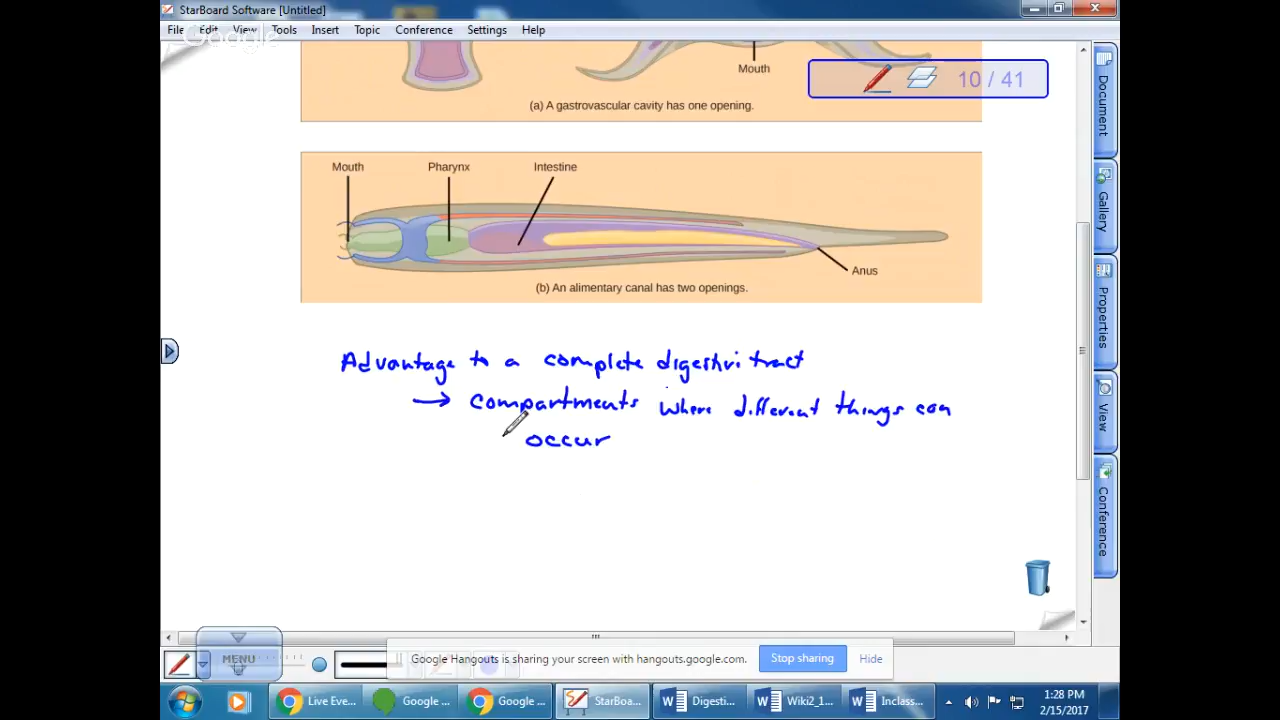 StarBoard Software [Untitled]
File Edit View Tools Insert Topic Conference Settings Help
Google
Mouth
10 / 41
(a) A gastrovascular cavity has one opening.
Mouth Pharynx Intestine
Anus
(b) An alimentary canal has two openings.
Advantage to a complete digestvi tract
→ compartments where different things can
occur
Document
Gallery
Properties
View
Conference
MENU
Google Hangouts is sharing your screen with hangouts.google.com. Stop sharing Hide
Live Eve... Google ... Google ... StarBoa... Digesti... Wiki2_1... Inclass...
1:28 PM
2/15/2017